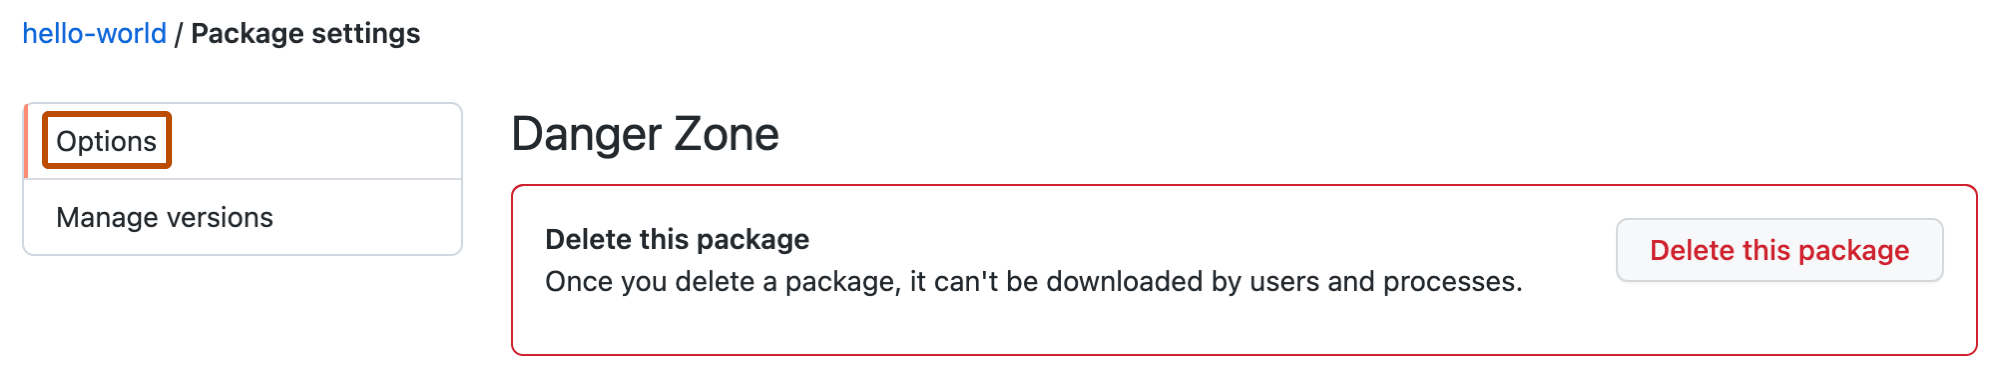 hello-world / Package settings
Options
Manage versions
Danger Zone
Delete this package
Once you delete a package, it can't be downloaded by users and processes.
Delete this package